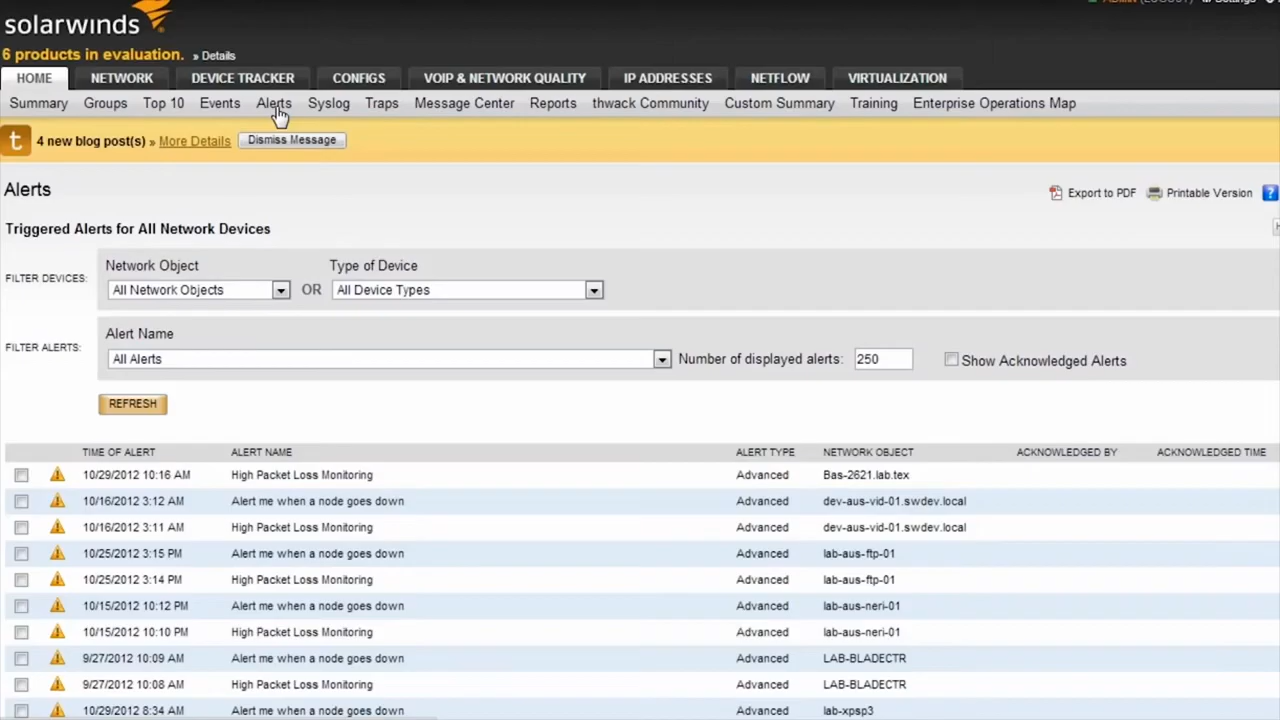 ADMIN (LOGOUT) Settings
solarwinds
6 products in evaluation. » Details
HOME NETWORK DEVICE TRACKER CONFIGS VOIP & NETWORK QUALITY IP ADDRESSES NETFLOW VIRTUALIZATION
Summary Groups Top 10 Events Alerts Syslog Traps Message Center Reports thwack Community Custom Summary Training Enterprise Operations Map
t 4 new blog post(s) » More Details Dismiss Message
Alerts
Export to PDF Printable Version ?
Triggered Alerts for All Network Devices
Network Object Type of Device
FILTER DEVICES: All Network Objects OR All Device Types
Alert Name
FILTER ALERTS: All Alerts Number of displayed alerts: 250 Show Acknowledged Alerts
REFRESH
TIME OF ALERT ALERT NAME ALERT TYPE NETWORK OBJECT ACKNOWLEDGED BY ACKNOWLEDGED TIME
10/29/2012 10:16 AM High Packet Loss Monitoring Advanced Bas-2621.lab.tex
10/16/2012 3:12 AM Alert me when a node goes down Advanced dev-aus-vid-01.swdev.local
10/16/2012 3:11 AM High Packet Loss Monitoring Advanced dev-aus-vid-01.swdev.local
10/25/2012 3:15 PM Alert me when a node goes down Advanced lab-aus-ftp-01
10/25/2012 3:14 PM High Packet Loss Monitoring Advanced lab-aus-ftp-01
10/15/2012 10:12 PM Alert me when a node goes down Advanced lab-aus-neri-01
10/15/2012 10:10 PM High Packet Loss Monitoring Advanced lab-aus-neri-01
9/27/2012 10:09 AM Alert me when a node goes down Advanced LAB-BLADECTR
9/27/2012 10:08 AM High Packet Loss Monitoring Advanced LAB-BLADECTR
10/29/2012 8:34 AM Alert me when a node goes down Advanced lab-xpsp3